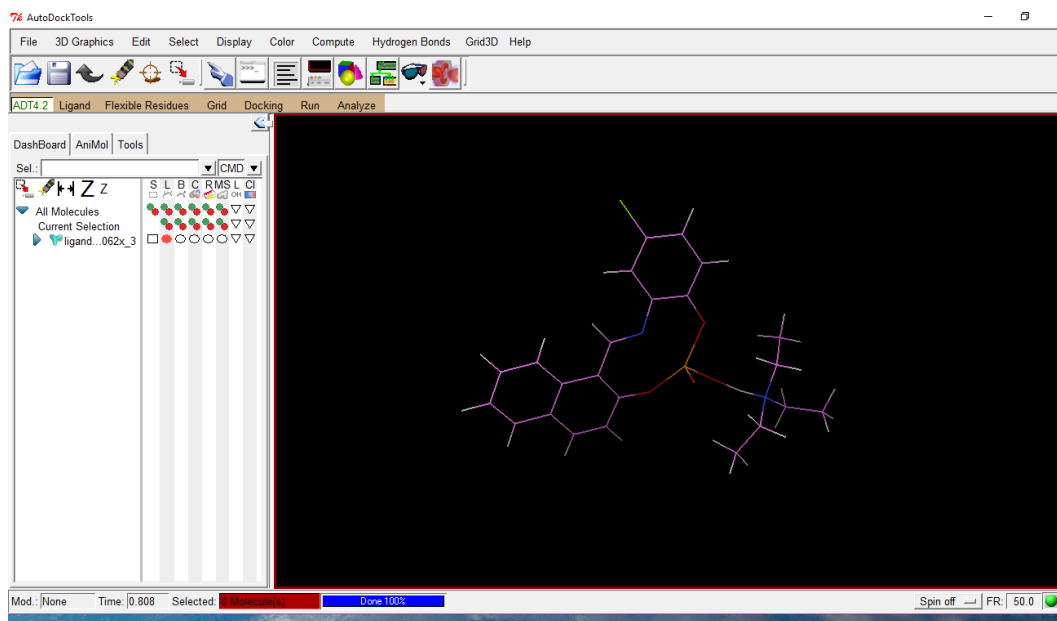 AutoDockTools
File 3D Graphics Edit Select Display Color Compute Hydrogen Bonds Grid3D Help
ADT4.2 Ligand Flexible Residues Grid Docking Run Analyze
DashBoard AniMol Tools
Sel.: CMD
Z Z S L B C R MS L Cl
All Molecules
Current Selection
ligand...062x_3
Mod.: None Time: 0.808 Selected: 0 Molecule(s) Done 100% Spin off FR: 50.0